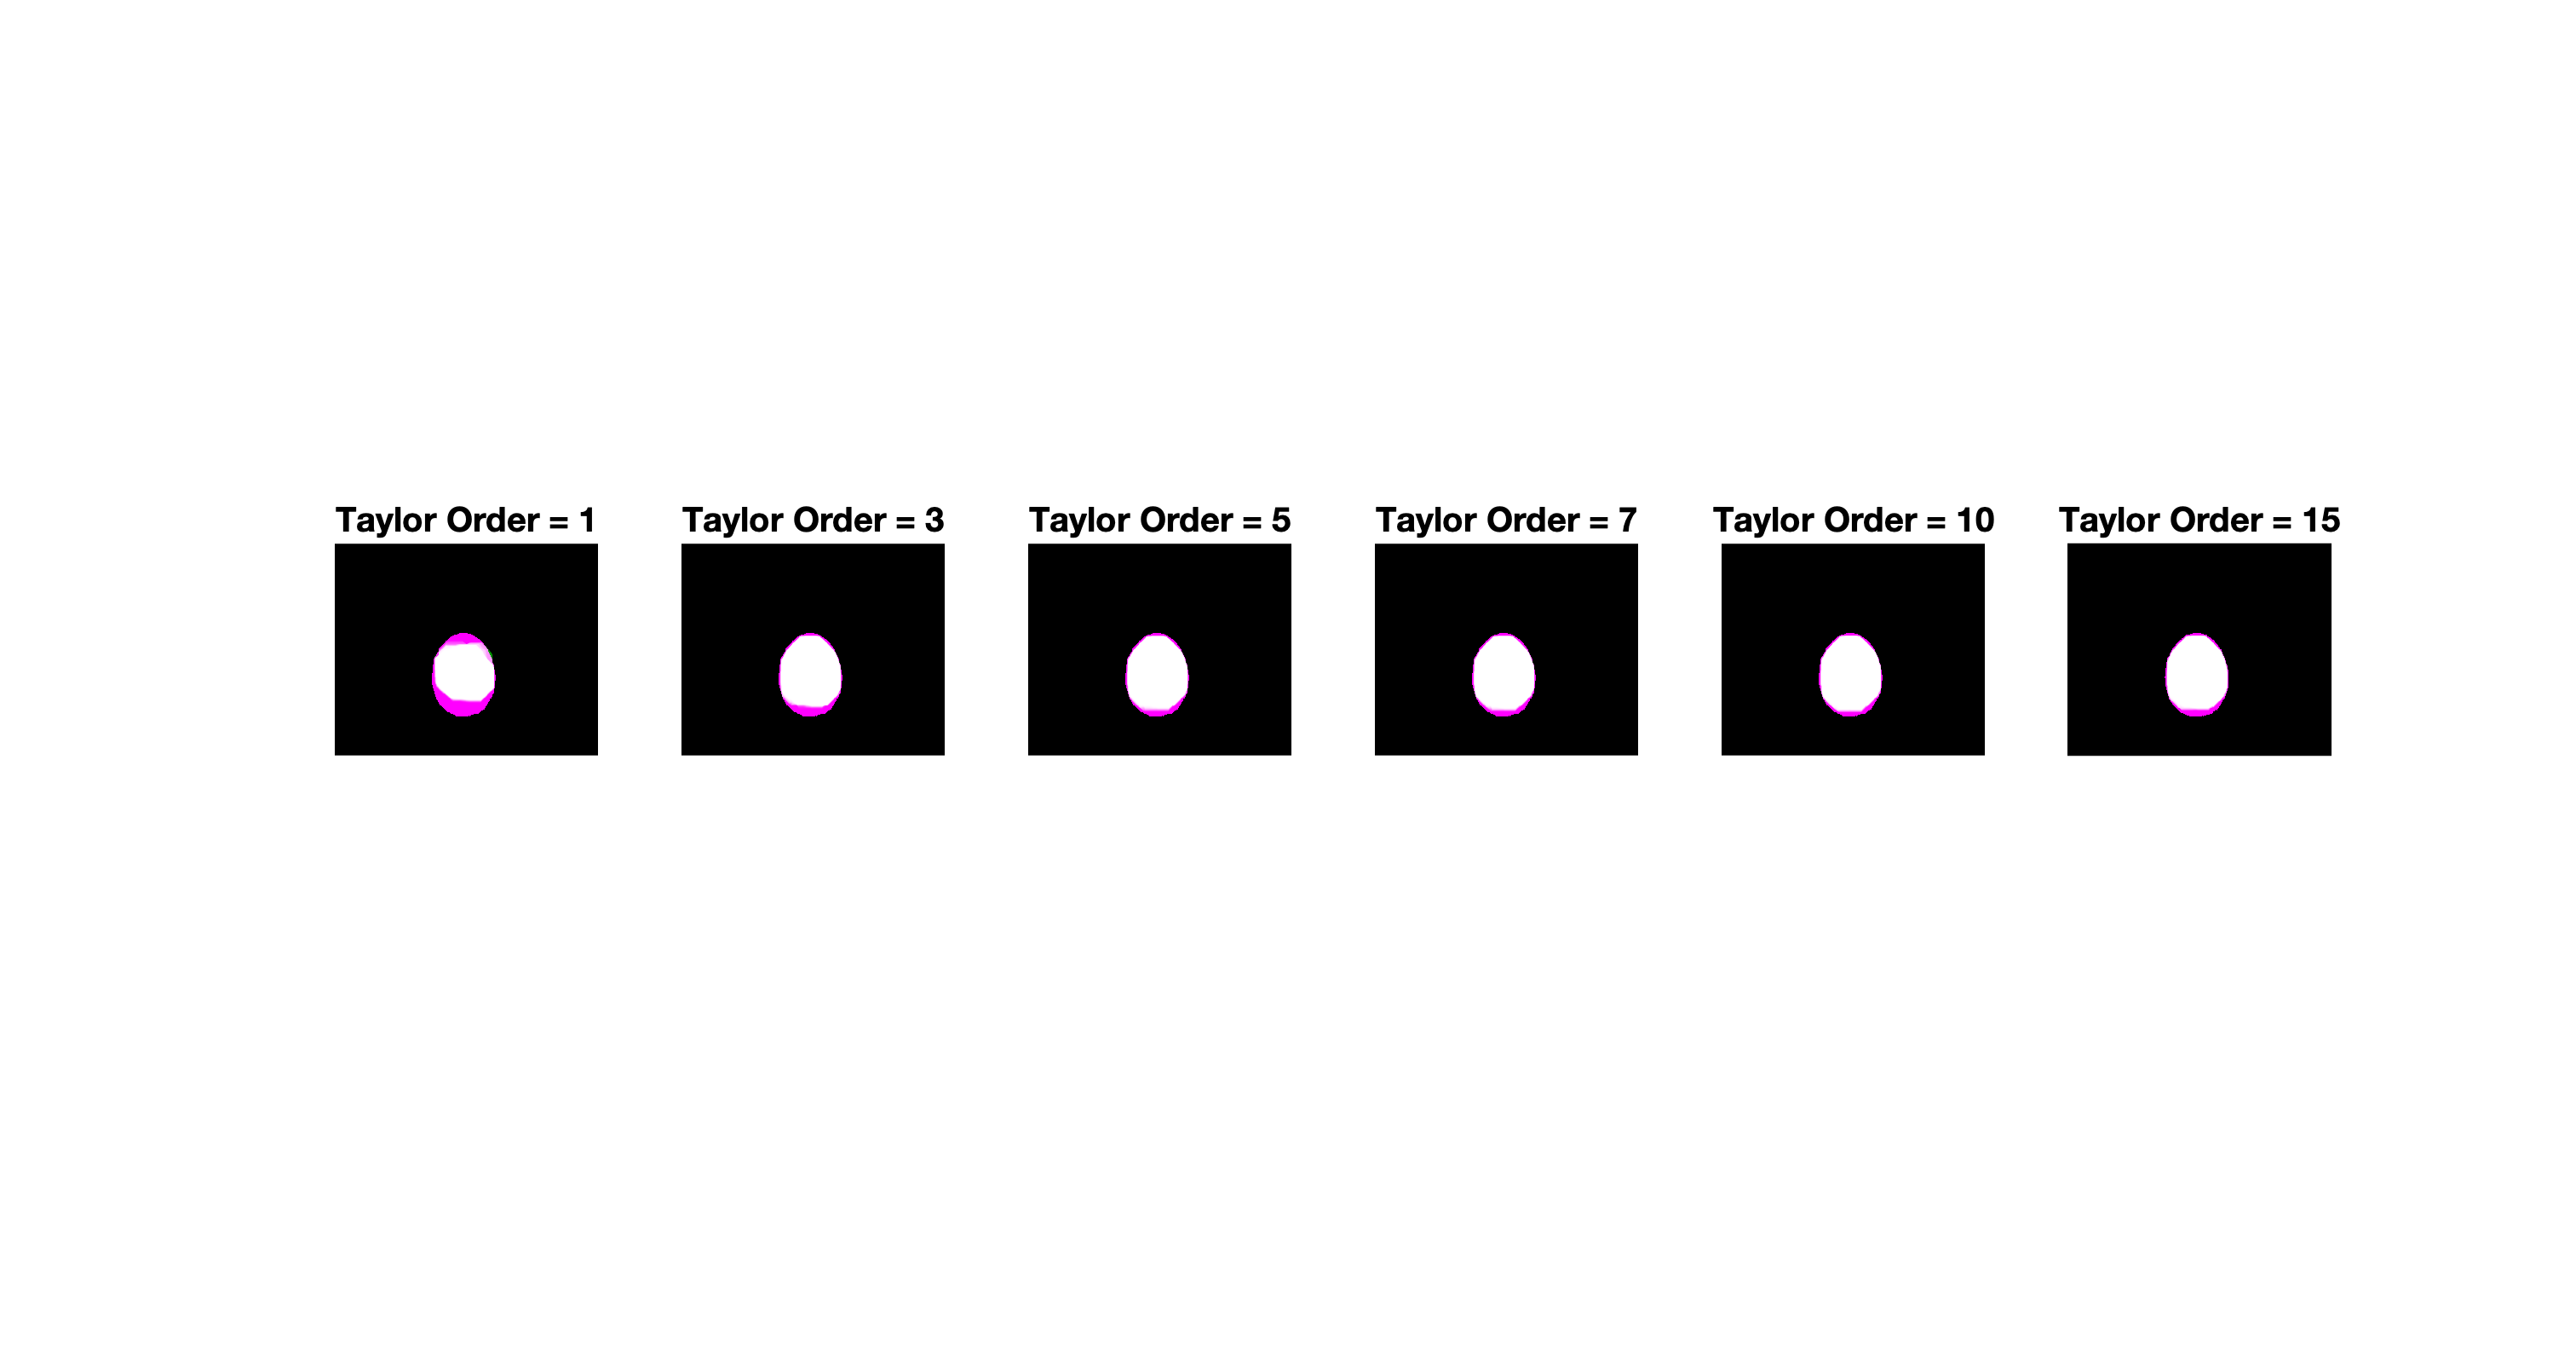 Taylor Order = 1
Taylor Order = 3
Taylor Order = 5
Taylor Order = 7
Taylor Order = 10
Taylor Order = 15